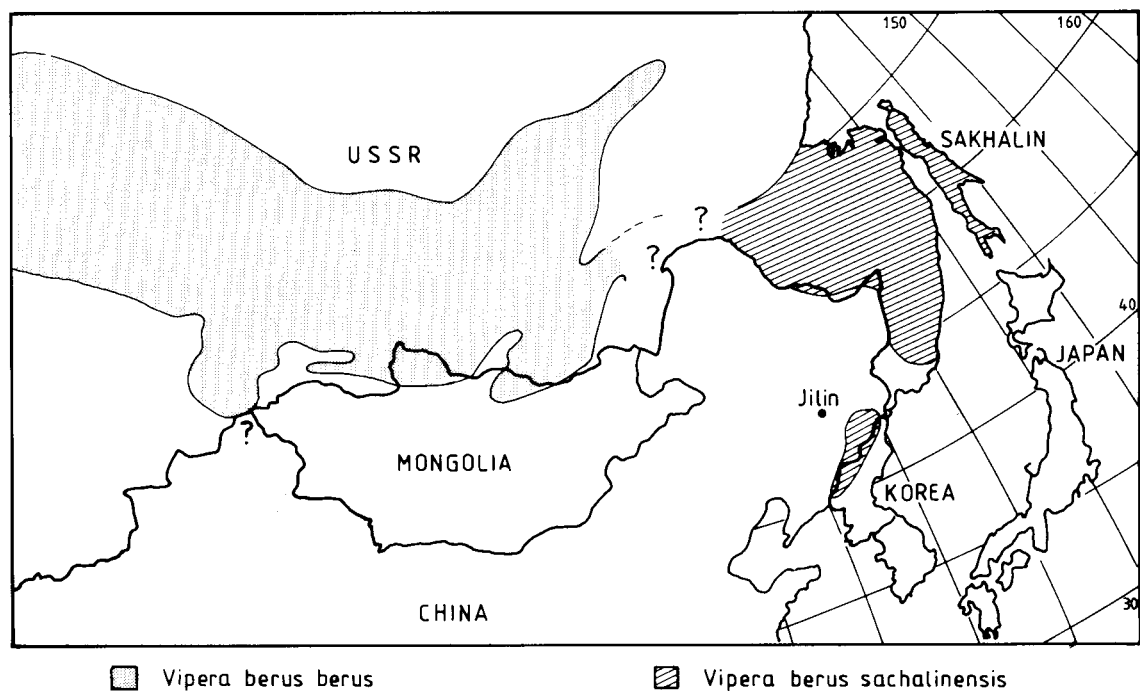 150 160
SAKHALIN
USSR
?
?
40
JAPAN
Jilin
?
MONGOLIA
KOREA
CHINA
30
Vipera berus berus Vipera berus sachalinensis